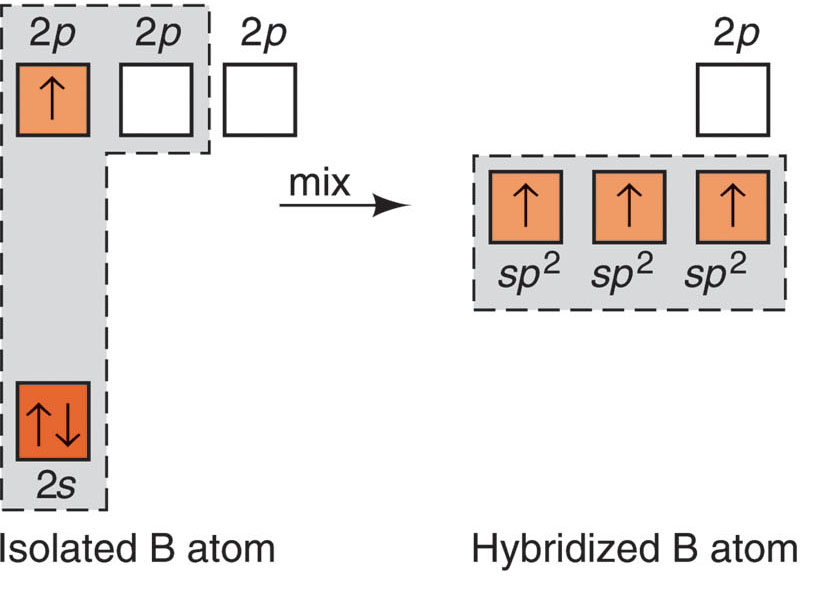 2p 2p 2p 2p
↑
mix
↑ ↑ ↑
sp² sp² sp²
↑↓
2s
Isolated B atom Hybridized B atom